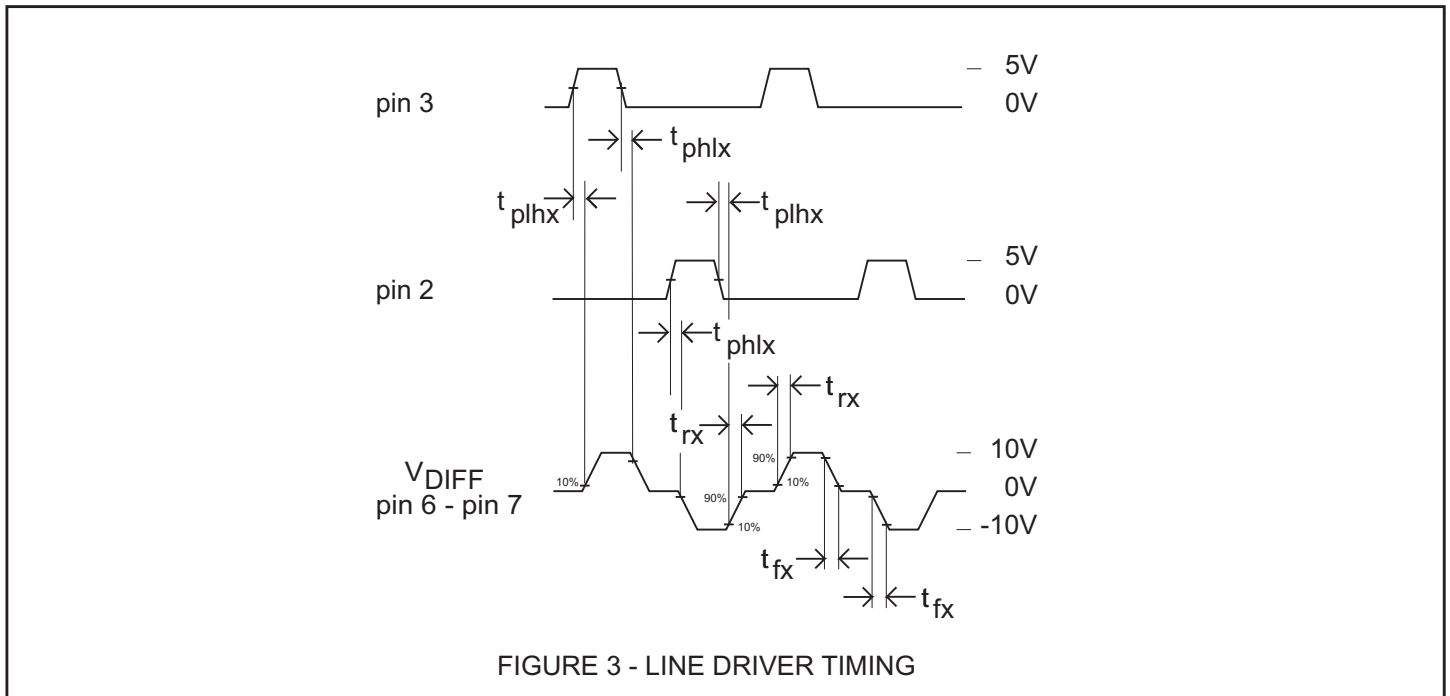 5V
pin 3
0V
t phlx
t plhx
t plhx
5V
pin 2
0V
t phlx
t rx
t rx
10V
90%
VDIFF
10%
0V
pin 6 - pin 7
90%
10%
10%
-10V
t fx
t fx
FIGURE 3 - LINE DRIVER TIMING